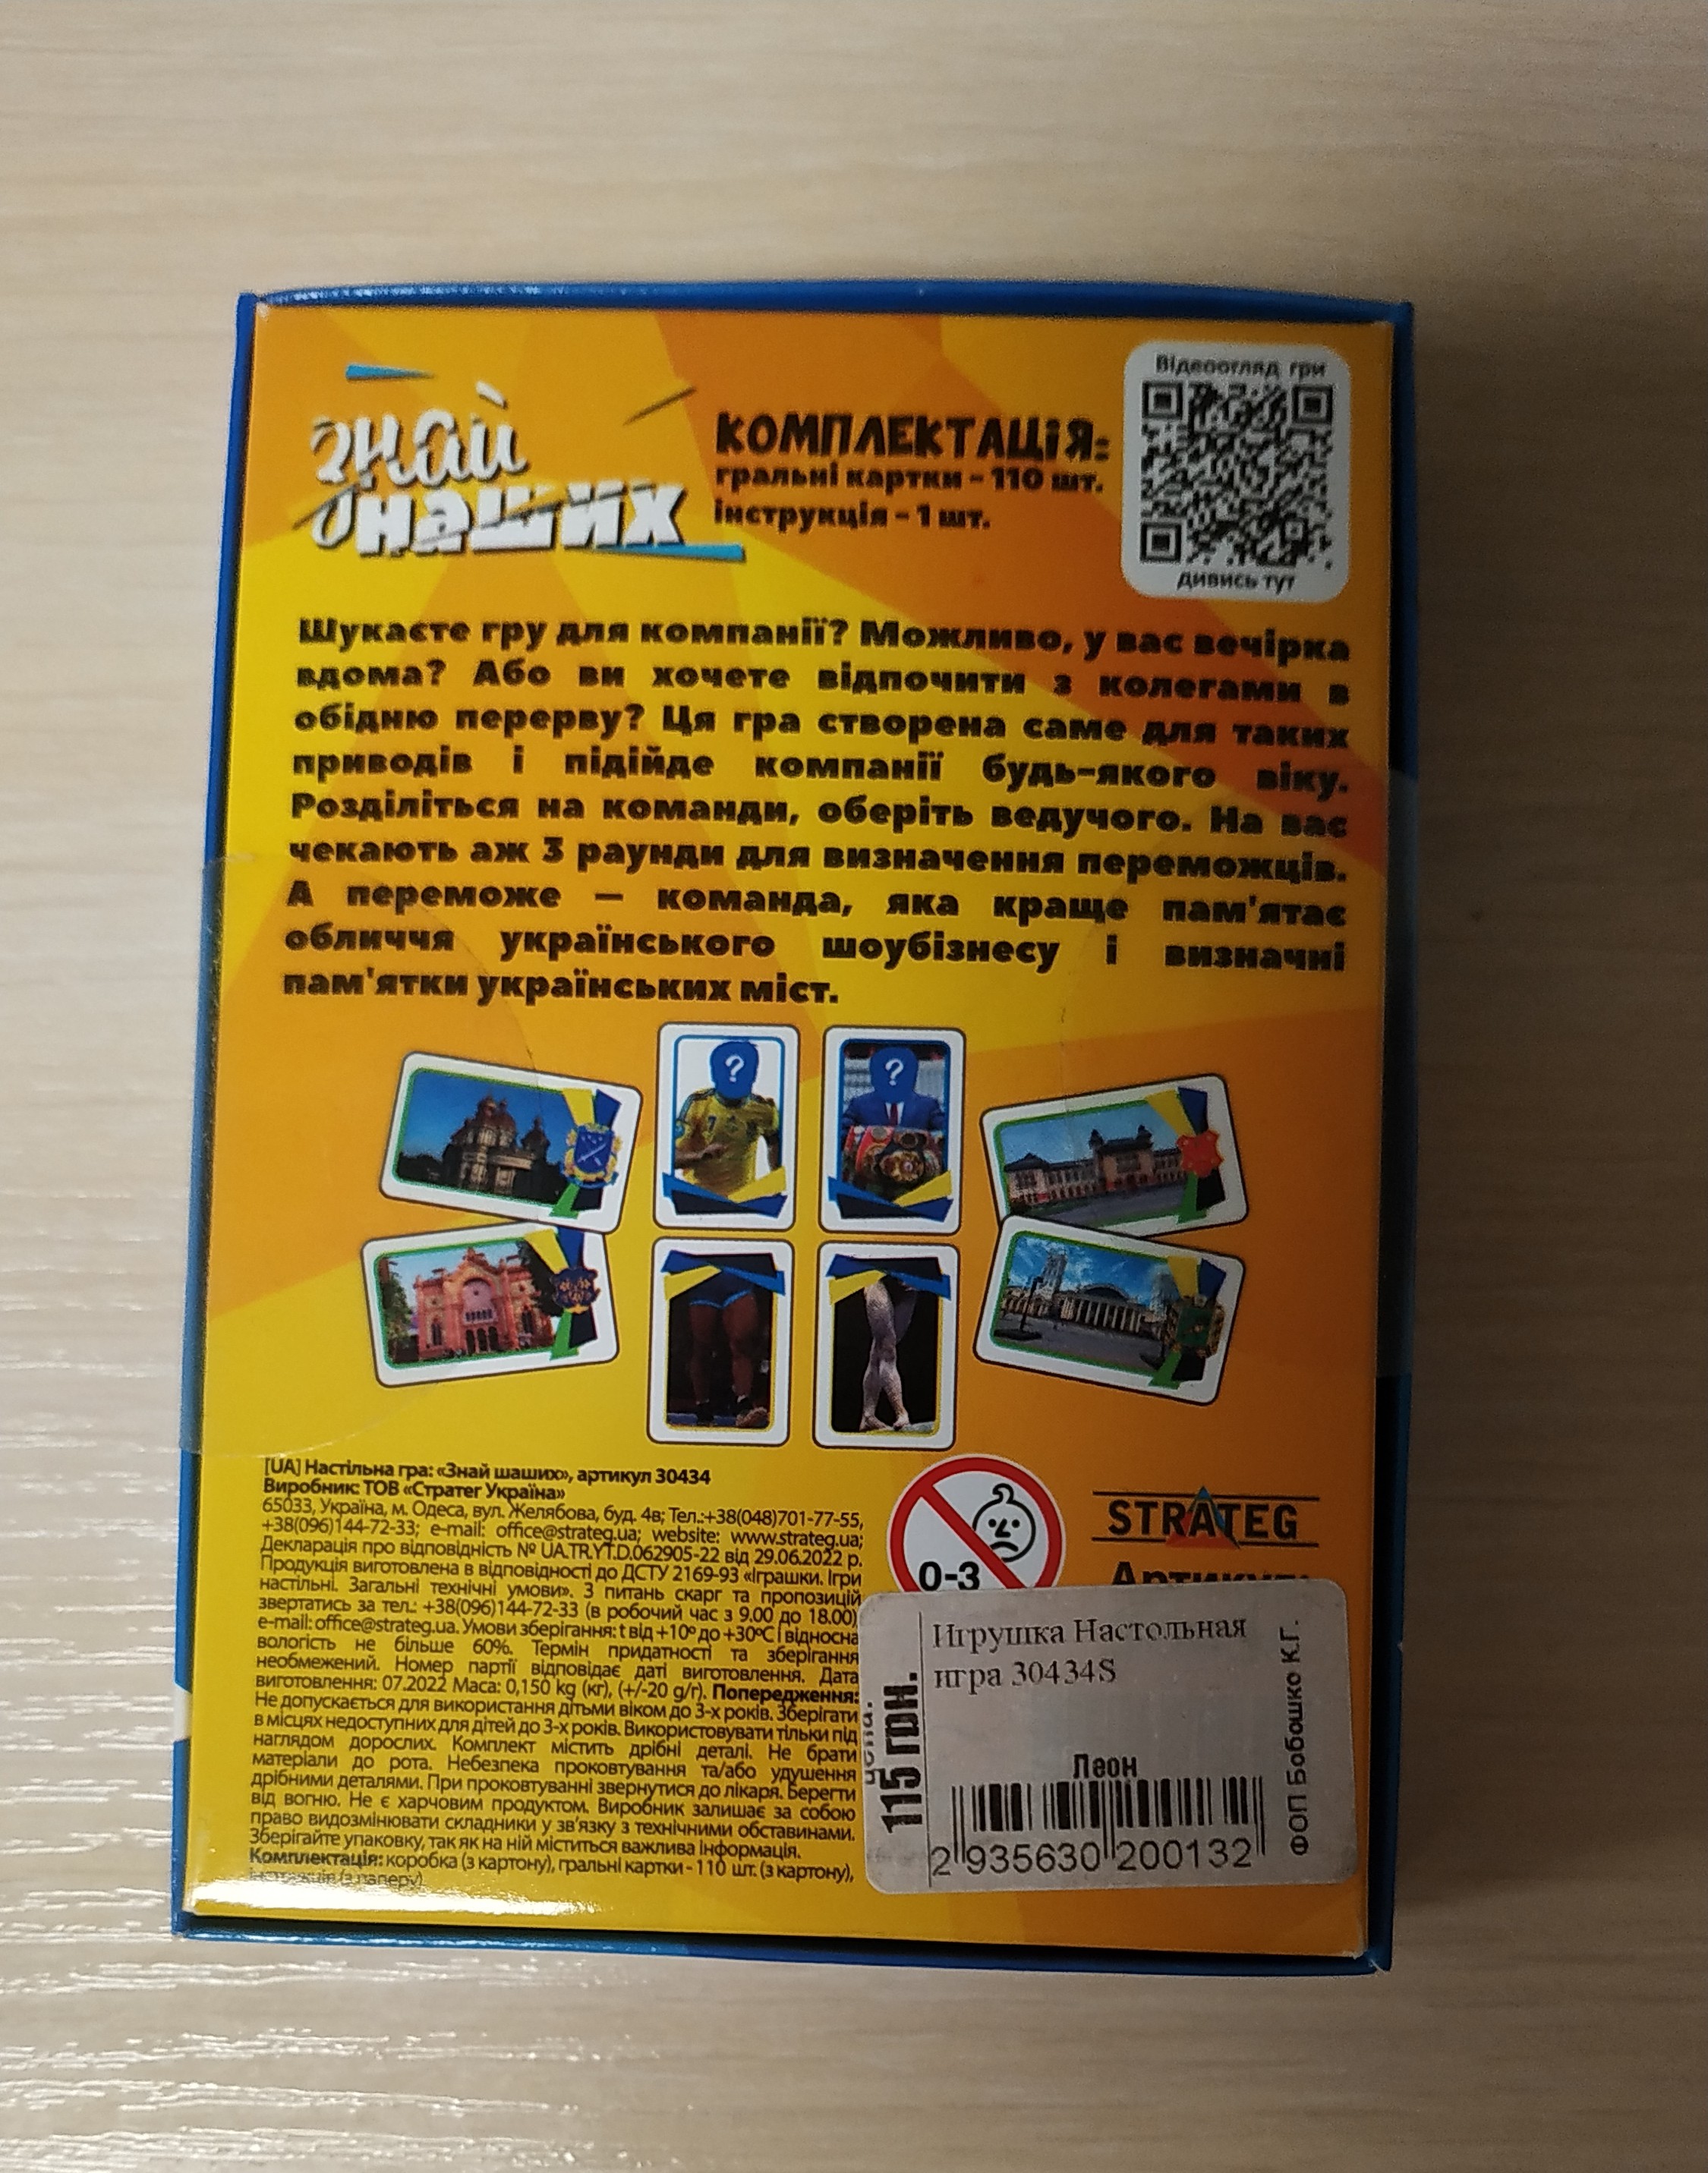 знай
наших
КОМПЛЕКТАЦіЯ:
гральні картки - 110 шт.
інструкція - 1 шт.
Відеоогляд гри
дивись тут
Шукаєте гру для компанії? Можливо, у вас вечірка
вдома? Або ви хочете відпочити з колегами в
обідню перерву? Ця гра створена саме для таких
приводів і підійде компанії будь-якого віку.
Розділіться на команди, оберіть ведучого. На вас
чекають аж 3 раунди для визначення переможців.
А переможе — команда, яка краще пам'ятає
обличчя українського шоубізнесу і визначні
пам'ятки українських міст.
?
?
[UA] Настільна гра: «Знай шаших», артикул 30434
Виробник: ТОВ «Стратег Україна»
65033, Україна, м. Одеса, вул. Желябова, буд. 4в; Тел.:+38(048)701-77-55,
+38(096)144-72-33; e-mail: office@strateg.ua; website: www.strateg.ua;
Декларація про відповідність № UA.TR.YT.D.062905-22 від 29.06.2022 р.
Продукція виготовлена в відповідності до ДСТУ 2169-93 «Іграшки. Ігри
настільні. Загальні технічні умови». З питань скарг та пропозицій
звертатись за тел.: +38(096)144-72-33 (в робочий час з 9.00 до 18.00),
e-mail: office@strateg.ua. Умови зберігання: t від +10° до +30°C і відносна
вологість не більше 60%. Термін придатності та зберігання
необмежений. Номер партії відповідає даті виготовлення. Дата
виготовлення: 07.2022 Маса: 0,150 kg (кг), (+/-20 g/г). Попередження:
Не допускається для використання дітьми віком до 3-х років. Зберігати
в місцях недоступних для дітей до 3-х років. Використовувати тільки під
наглядом дорослих. Комплект містить дрібні деталі. Не брати
матеріали до рота. Небезпека проковтування та/або удушення
дрібними деталями. При проковтуванні звернутися до лікаря. Берегти
від вогню. Не є харчовим продуктом. Виробник залишає за собою
право видозмінювати складники у зв'язку з технічними обставинами.
Зберігайте упаковку, так як на ній міститься важлива інформація.
Комплектація: коробка (з картону), гральні картки - 110 шт. (з картону),
інструкція (з паперу).
0-3
STRATEG
Артикул:
Игрушка Настольная
игра 30434S
Леон
2 935630 200132
цена:
115 грн.
ФОП Бобошко К.Г.